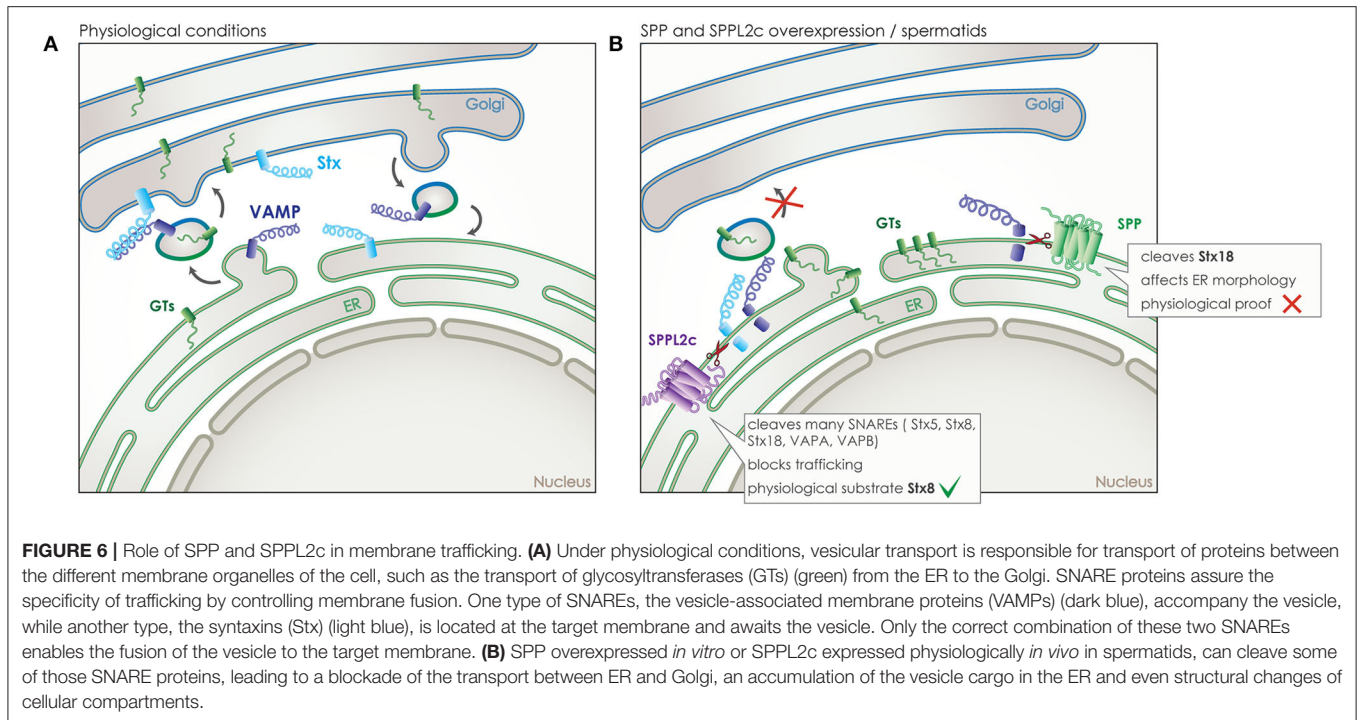 Physiological conditions
A
Golgi
Stx
VAMP
GTs
ER
Nucleus
SPP and SPPL2c overexpression / spermatids
B
Golgi
GTs
SPP
cleaves Stx18
affects ER morphology
physiological proof
ER
SPPL2c
cleaves many SNAREs ( Stx5, Stx8,
Stx18, VAPA, VAPB)
blocks trafficking
physiological substrate Stx8
Nucleus
FIGURE 6 | Role of SPP and SPPL2c in membrane trafficking. (A) Under physiological conditions, vesicular transport is responsible for transport of proteins between
the different membrane organelles of the cell, such as the transport of glycosyltransferases (GTs) (green) from the ER to the Golgi. SNARE proteins assure the
specificity of trafficking by controlling membrane fusion. One type of SNAREs, the vesicle-associated membrane proteins (VAMPs) (dark blue), accompany the vesicle,
while another type, the syntaxins (Stx) (light blue), is located at the target membrane and awaits the vesicle. Only the correct combination of these two SNAREs
enables the fusion of the vesicle to the target membrane. (B) SPP overexpressed in vitro or SPPL2c expressed physiologically in vivo in spermatids, can cleave some
of those SNARE proteins, leading to a blockade of the transport between ER and Golgi, an accumulation of the vesicle cargo in the ER and even structural changes of
cellular compartments.